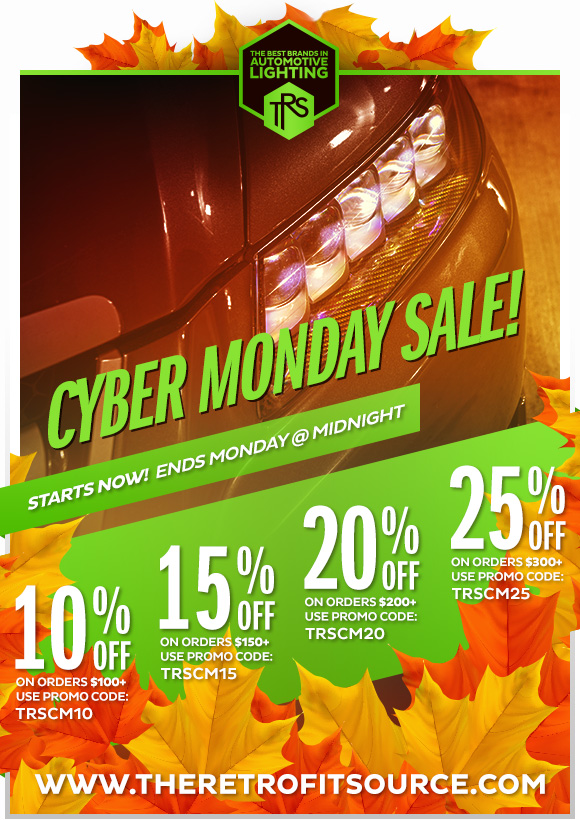 THE BEST BRANDS IN
AUTOMOTIVE
LIGHTING
TRS
CYBER MONDAY SALE!
STARTS NOW! ENDS MONDAY @ MIDNIGHT
10% OFF
ON ORDERS $100+
USE PROMO CODE:
TRSCM10
15% OFF
ON ORDERS $150+
USE PROMO CODE:
TRSCM15
20% OFF
ON ORDERS $200+
USE PROMO CODE:
TRSCM20
25% OFF
ON ORDERS $300+
USE PROMO CODE:
TRSCM25
WWW.THERETROFITSOURCE.COM